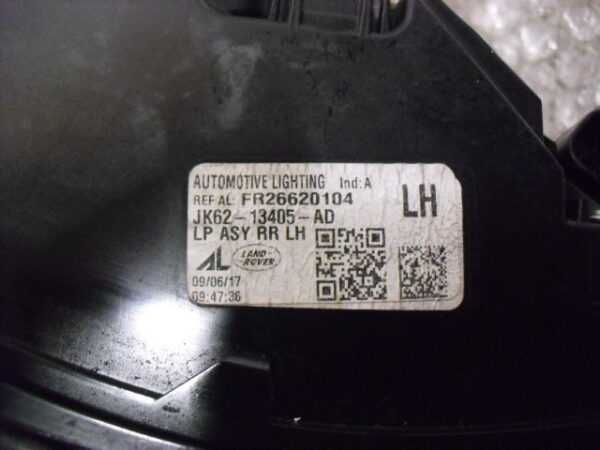 AUTOMOTIVE LIGHTING Ind:A
REF AL: FR26620104
LH
JK62-13405-AD
LP ASY RR LH
AL LAND-ROVER
09/06/17
09:47:36